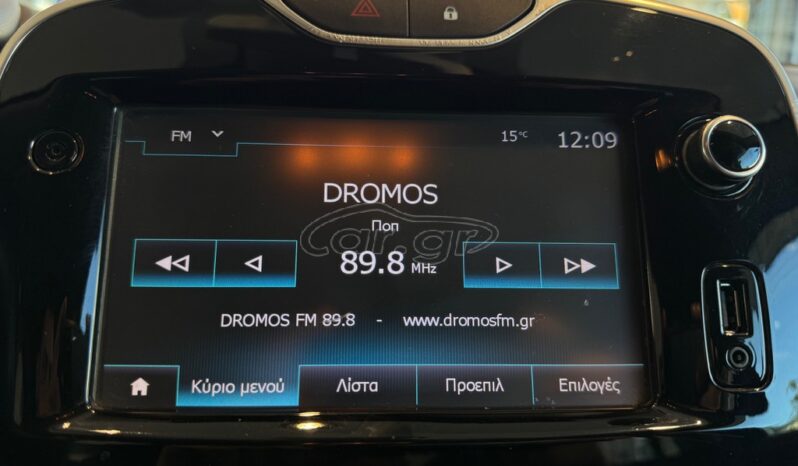 FM 15°C 12:09
DROMOS
Ποπ
car.gr
89.8 MHz
DROMOS FM 89.8 - www.dromosfm.gr
Κύριο μενού Λίστα Προεπιλ Επιλογές